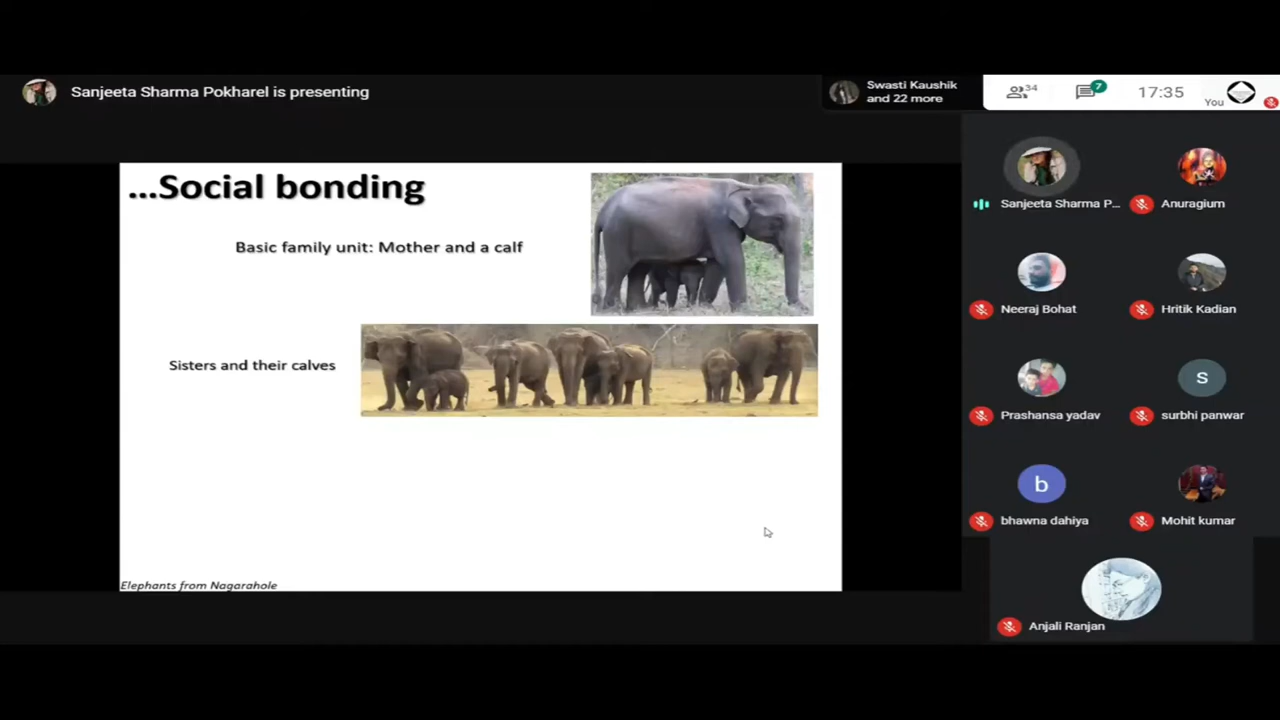 Sanjeeta Sharma Pokharel is presenting
Swasti Kaushik
and 22 more
34
7
17:35
You
...Social bonding
Basic family unit: Mother and a calf
Sisters and their calves
Elephants from Nagarahole
Sanjeeta Sharma P...
Anuragium
Neeraj Bohat
Hritik Kadian
Prashansa yadav
S
surbhi panwar
b
bhawna dahiya
Mohit kumar
Anjali Ranjan